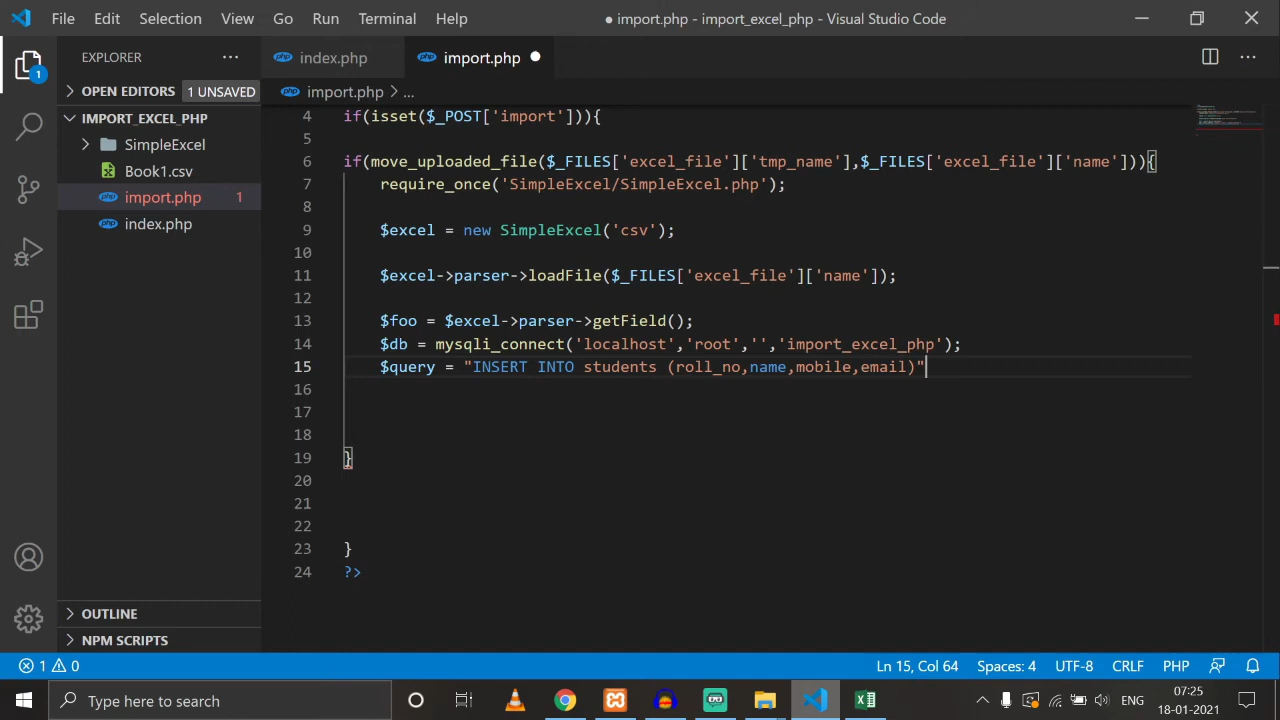 File Edit Selection View Go Run Terminal Help ● import.php - import_excel_php - Visual Studio Code
EXPLORER ··· index.php import.php ●
OPEN EDITORS 1 UNSAVED import.php > ...
IMPORT_EXCEL_PHP
SimpleExcel
Book1.csv
import.php 1
index.php
4 if(isset($_POST['import'])){
5
6 if(move_uploaded_file($_FILES['excel_file']['tmp_name'],$_FILES['excel_file']['name'])){
7 require_once('SimpleExcel/SimpleExcel.php');
8
9 $excel = new SimpleExcel('csv');
10
11 $excel->parser->loadFile($_FILES['excel_file']['name']);
12
13 $foo = $excel->parser->getField();
14 $db = mysqli_connect('localhost','root','','import_excel_php');
15 $query = "INSERT INTO students (roll_no,name,mobile,email)"
16
17
18
19 }
20
21
22
23 }
24 ?>
OUTLINE
NPM SCRIPTS
1 0 Ln 15, Col 64 Spaces: 4 UTF-8 CRLF PHP
Type here to search ENG 07:25
18-01-2021
1